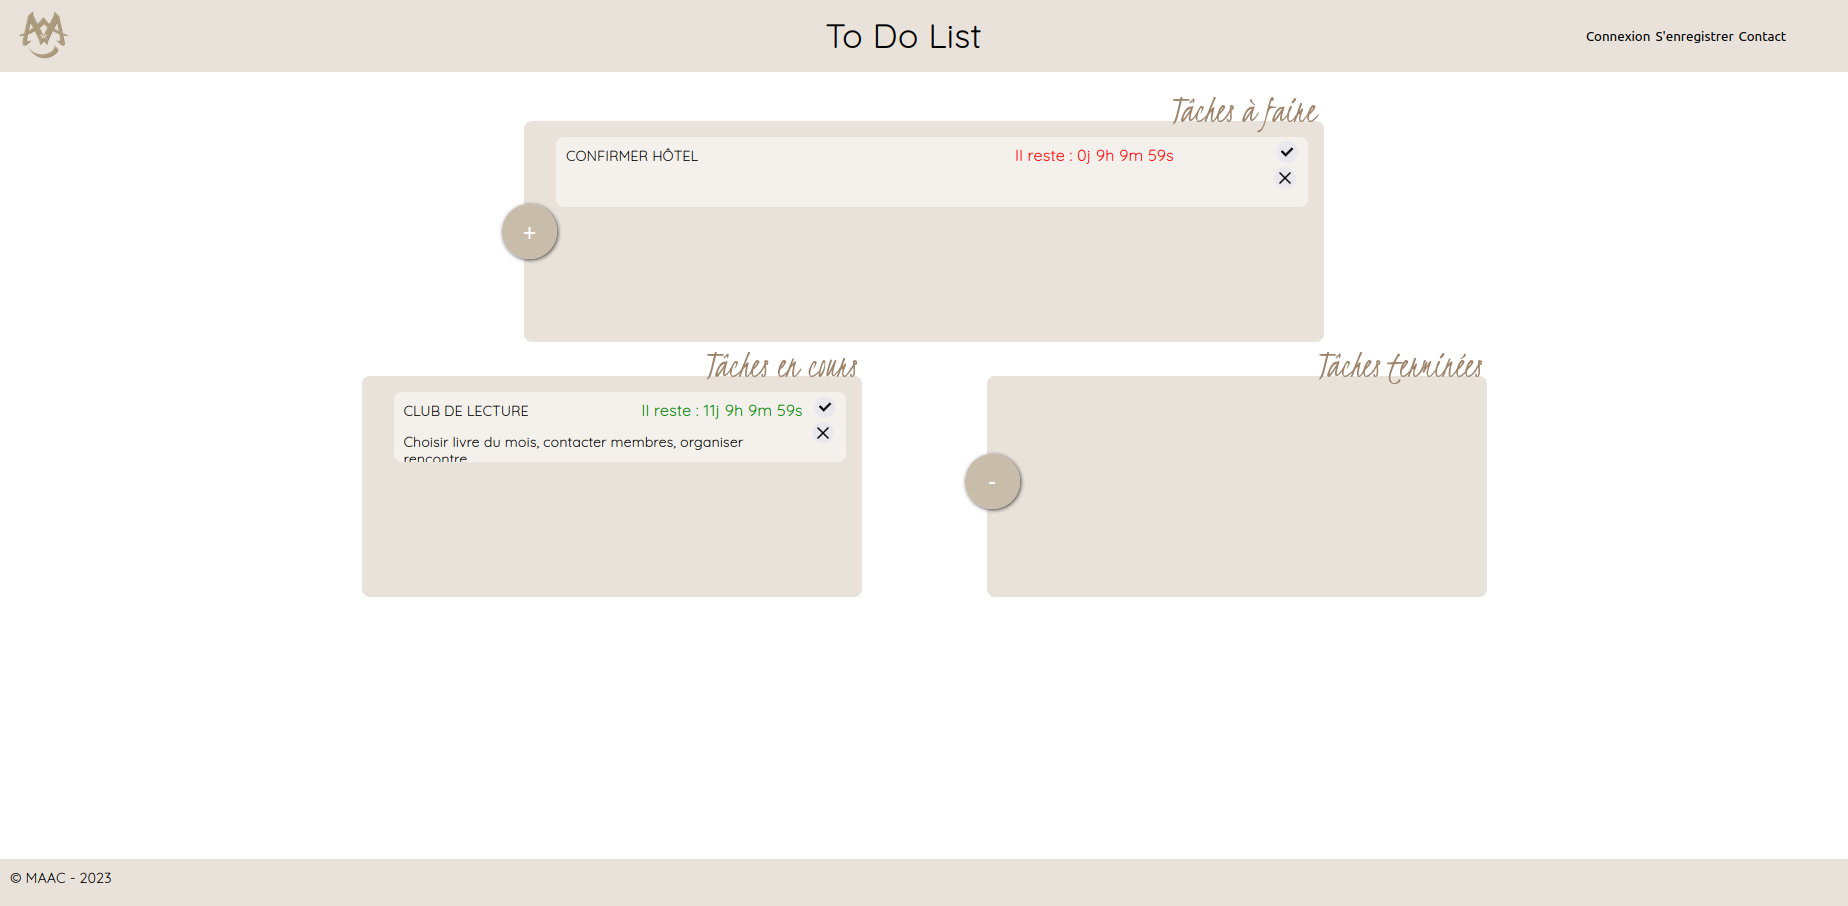 To Do List
Connexion S'enregistrer Contact
Tâches à faire
CONFIRMER HÔTEL
Il reste : 0j 9h 9m 59s
+
Tâches en cours
CLUB DE LECTURE
Il reste : 11j 9h 9m 59s
Choisir livre du mois, contacter membres, organiser
rencontre
Tâches terminées
-
© MAAC - 2023